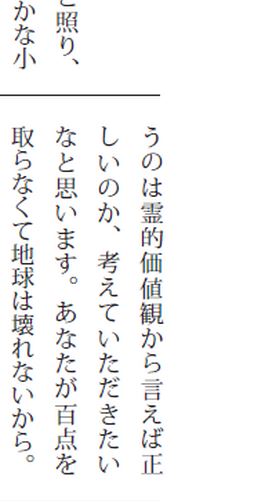 と照り、
かな小
うのは霊的価値観から言えば正
しいのか、考えていただきたい
なと思います。あなたが百点を
取らなくて地球は壊れないから。